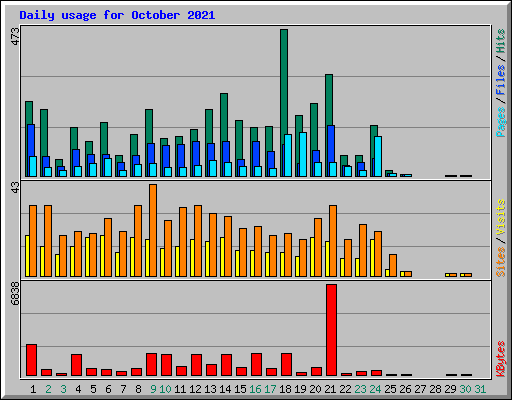 Daily usage for October 2021
473
Pages / Files / Hits
43
Sites / Visits
6838
KBytes
1 2 3 4 5 6 7 8 9 10 11 12 13 14 15 16 17 18 19 20 21 22 23 24 25 26 27 28 29 30 31